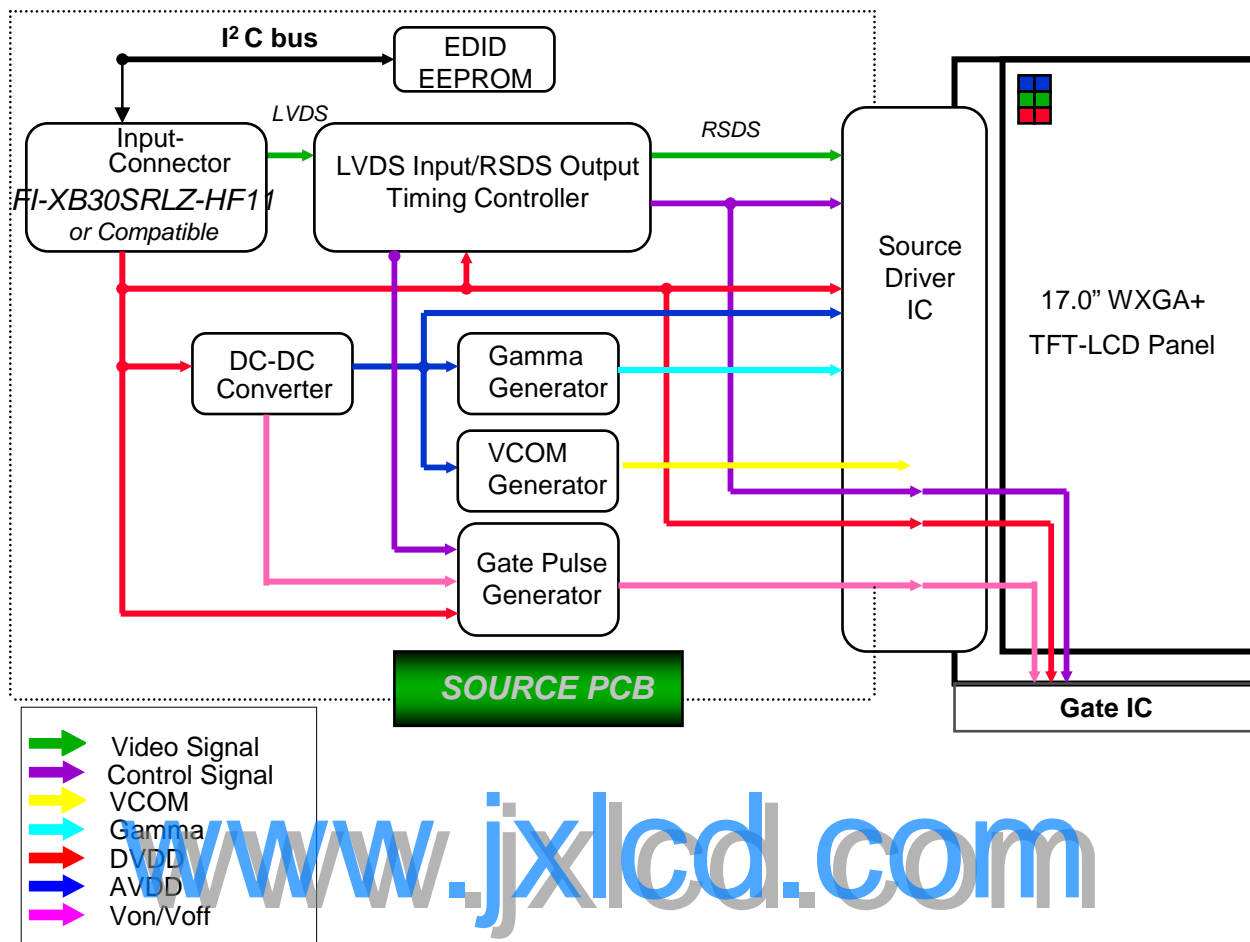 I² C bus
EDID
EEPROM
LVDS
RSDS
Input-
Connector
FI-XB30SRLZ-HF11
or Compatible
LVDS Input/RSDS Output
Timing Controller
Source
Driver
IC
17.0” WXGA+
TFT-LCD Panel
DC-DC
Converter
Gamma
Generator
VCOM
Generator
Gate Pulse
Generator
SOURCE PCB
Gate IC
Video Signal
Control Signal
VCOM
Gamma
DVDD
AVDD
Von/Voff
www.jxlcd.com